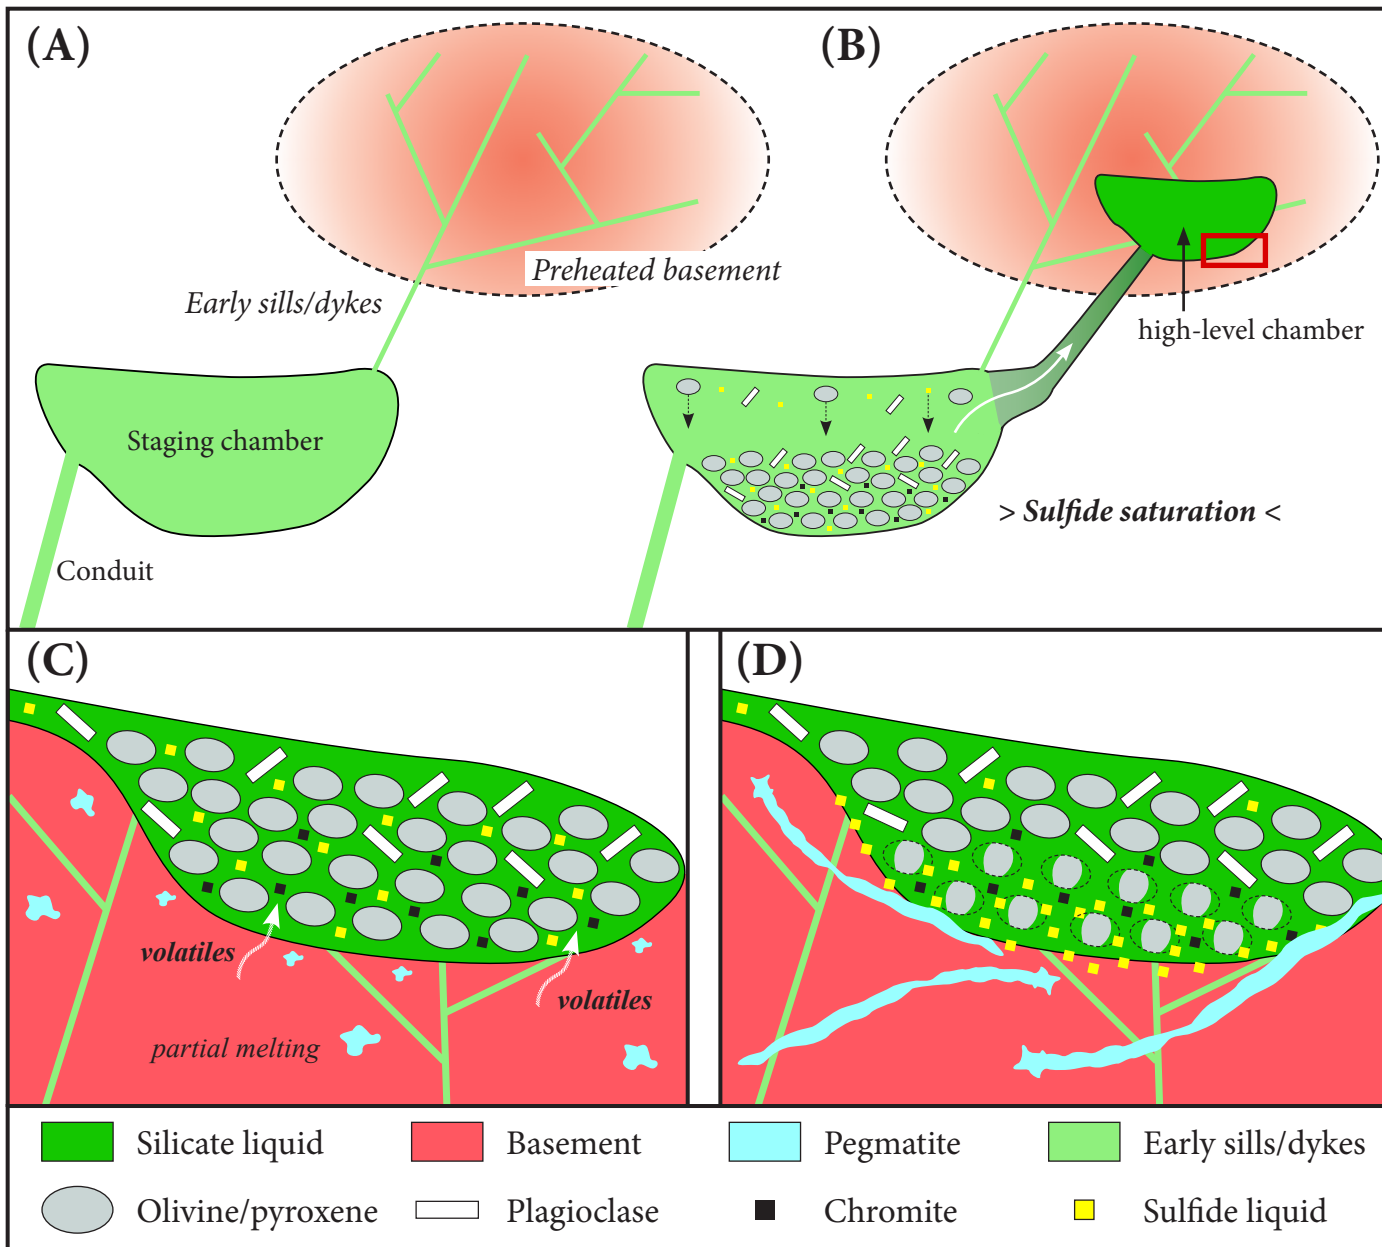 (A)
(B)
Preheated basement
Early sills/dykes
high-level chamber
Staging chamber
> Sulfide saturation <
Conduit
(C)
(D)
volatiles
volatiles
partial melting
Silicate liquid
Basement
Pegmatite
Early sills/dykes
Olivine/pyroxene
Plagioclase
Chromite
Sulfide liquid